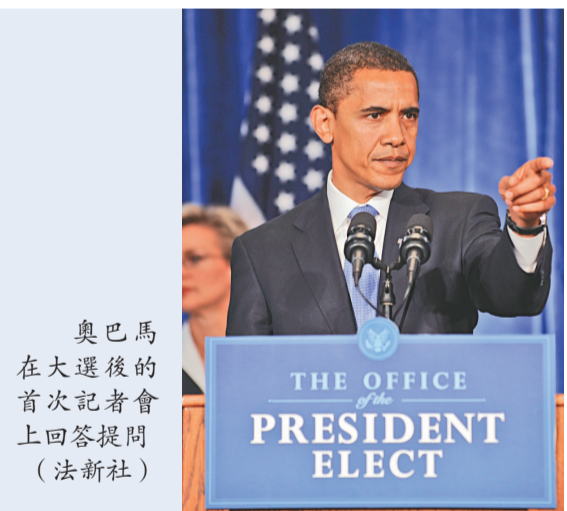 奧巴馬
在大選後的
首次記者會
上回答提問
（法新社）
THE OFFICE
of the
PRESIDENT
ELECT